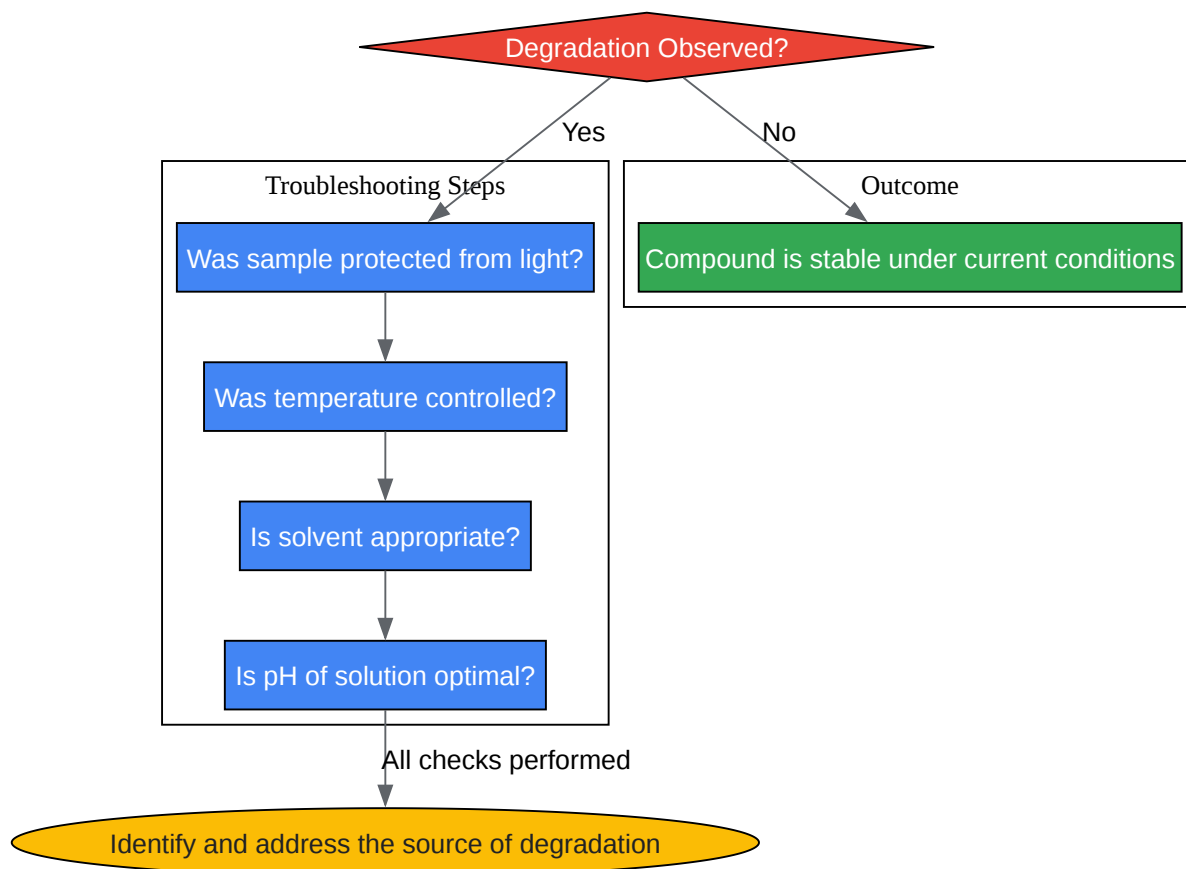 Degradation Observed?
Yes
No
Troubleshooting Steps
Outcome
Was sample protected from light?
Compound is stable under current conditions
Was temperature controlled?
Is solvent appropriate?
Is pH of solution optimal?
All checks performed
Identify and address the source of degradation